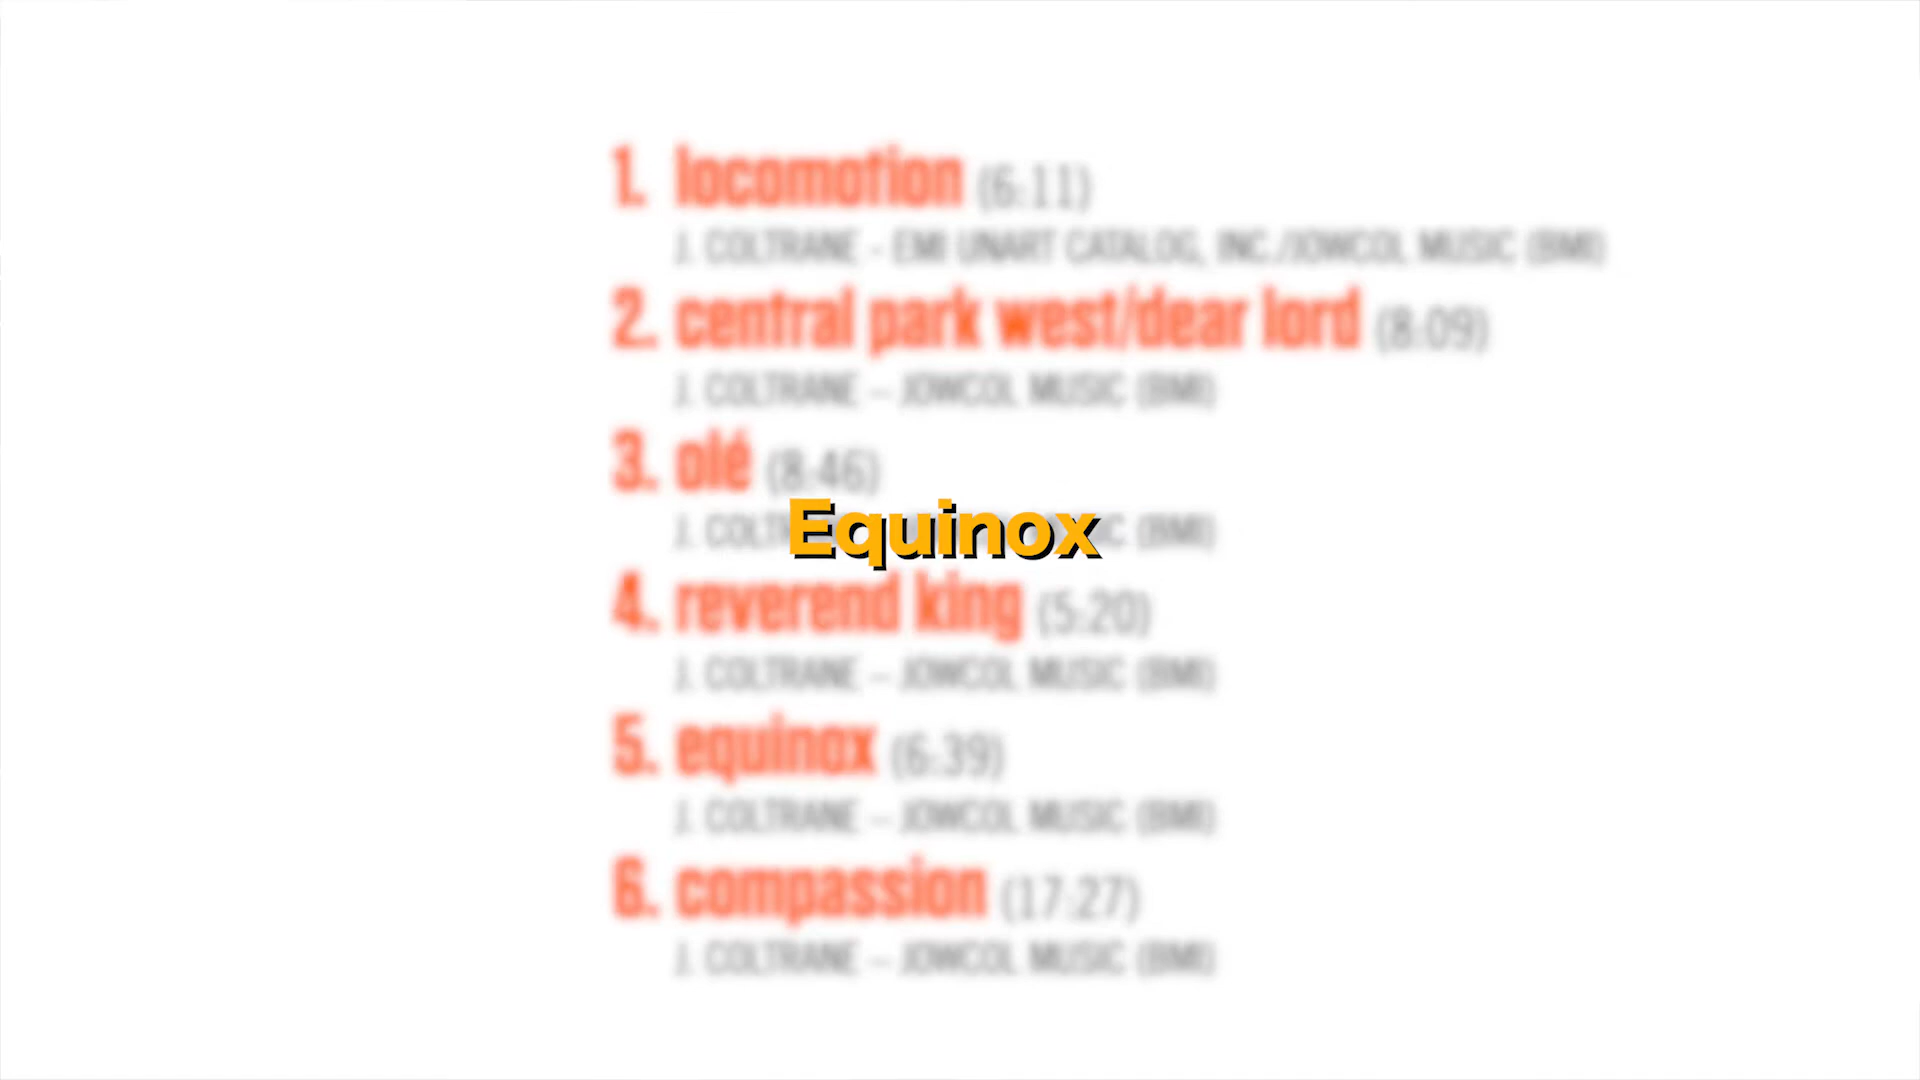 1. locomotion (6:11)
J. COLTRANE - EMI UNART CATALOG, INC./JOWCOL MUSIC (BMI)
2. central park west/dear lord (8:09)
J. COLTRANE – JOWCOL MUSIC (BMI)
3. olé (8:46)
J. COLTR C (BMI)
Equinox
4. reverend king (5:20)
J. COLTRANE – JOWCOL MUSIC (BMI)
5. equinox (6:39)
J. COLTRANE – JOWCOL MUSIC (BMI)
6. compassion (17:27)
J. COLTRANE – JOWCOL MUSIC (BMI)